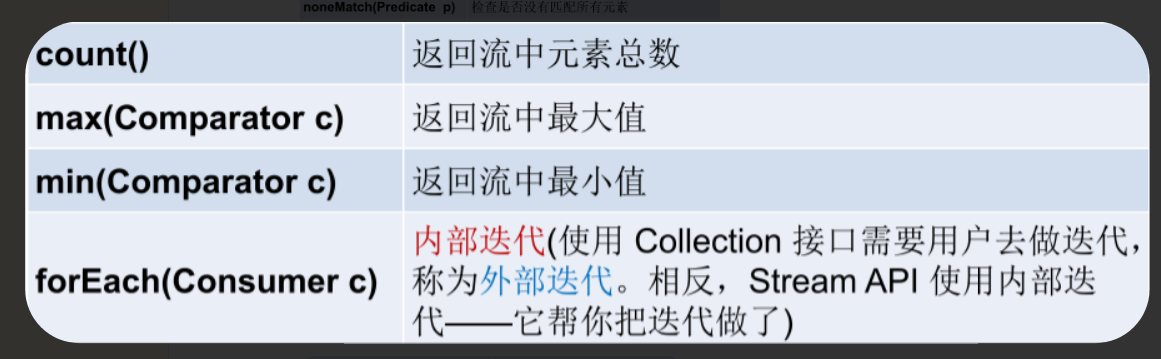 noneMatch(Predicate p) 检查是否没有匹配所有元素
count() 返回流中元素总数
max(Comparator c) 返回流中最大值
min(Comparator c) 返回流中最小值
forEach(Consumer c) 内部迭代(使用 Collection 接口需要用户去做迭代，
称为外部迭代。相反，Stream API 使用内部迭
代——它帮你把迭代做了)